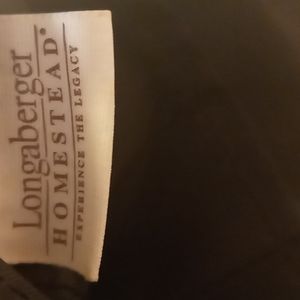 Longaberger
HOMESTEAD®
EXPERIENCE THE LEGACY